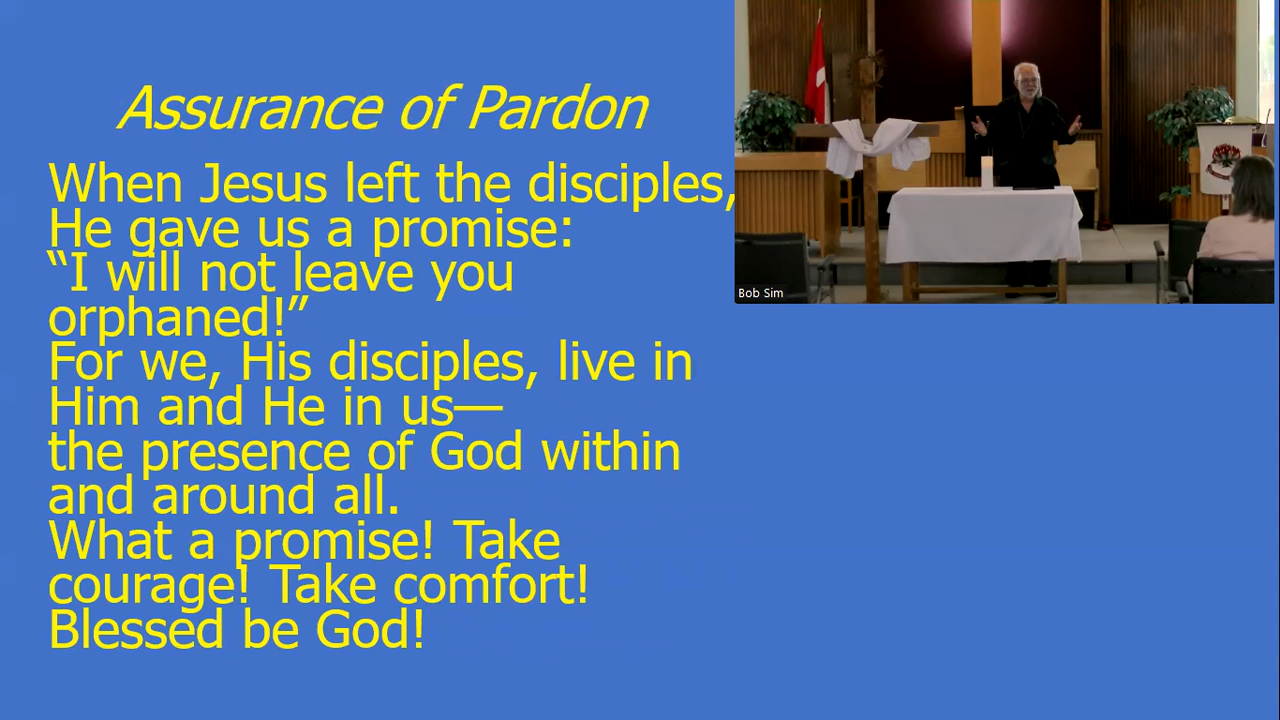 Assurance of Pardon
When Jesus left the disciples,
He gave us a promise:
“I will not leave you
orphaned!”
For we, His disciples, live in
Him and He in us—
the presence of God within
and around all.
What a promise! Take
courage! Take comfort!
Blessed be God!
Bob Sim